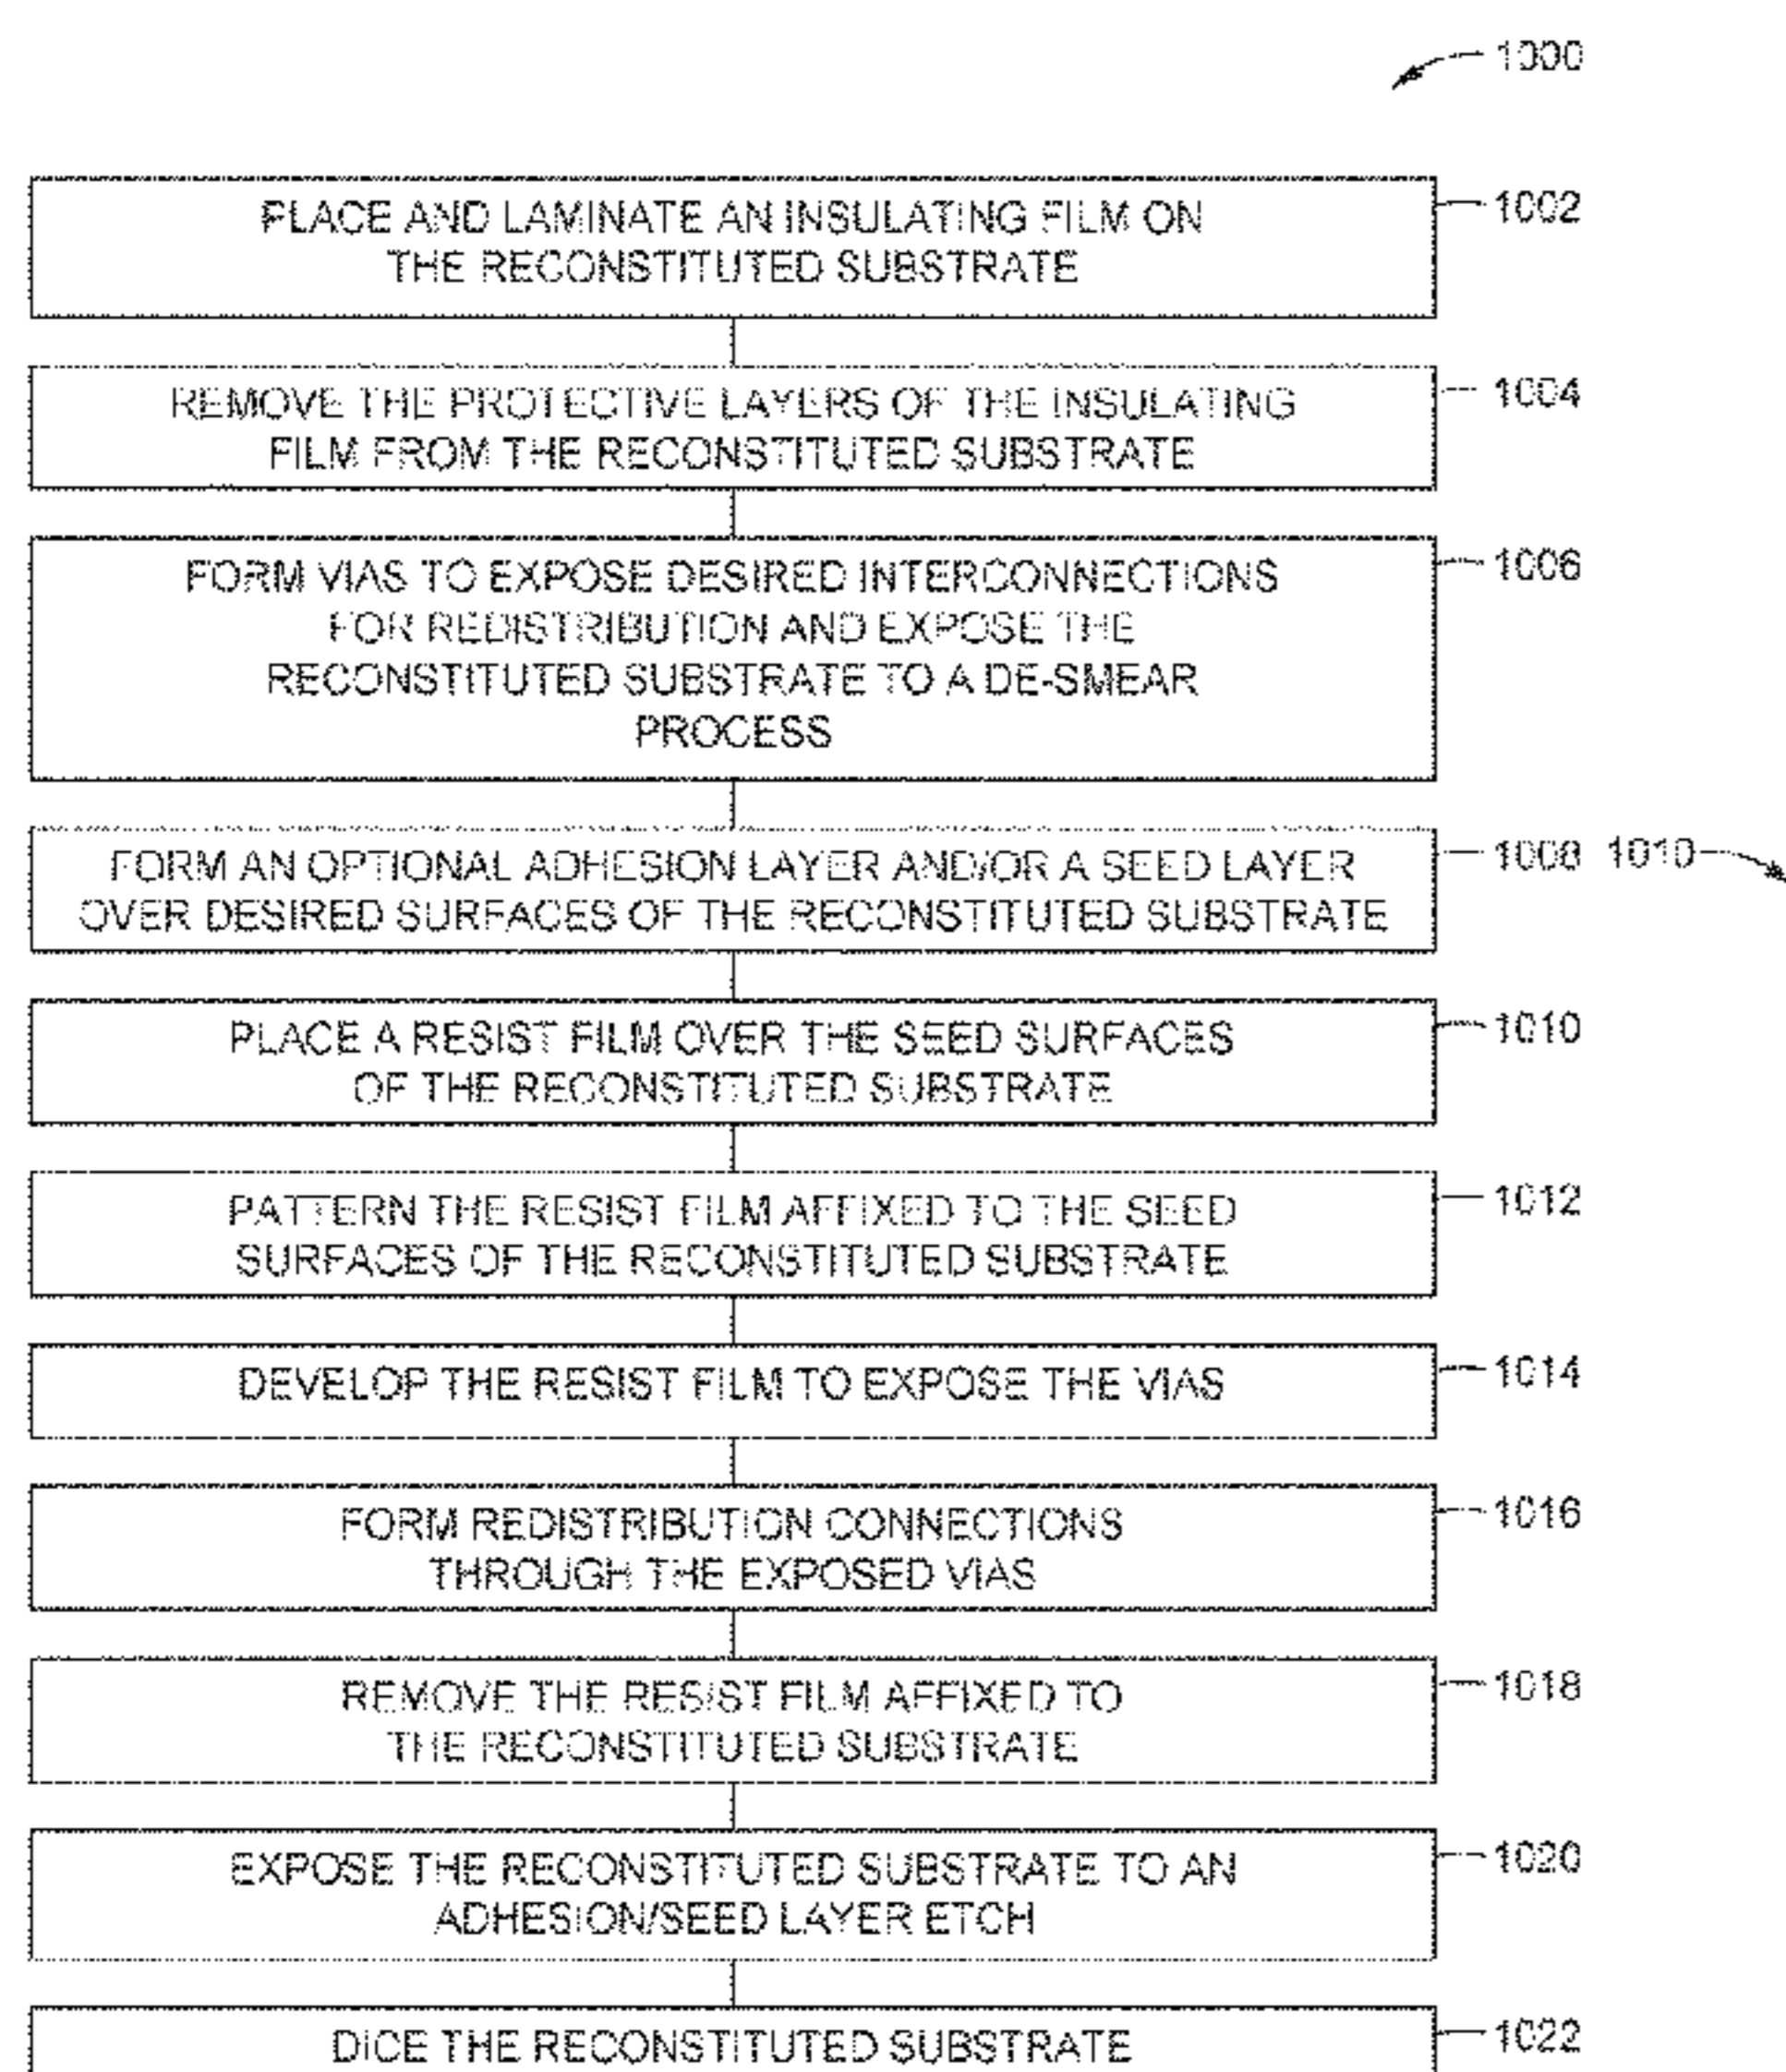 1000
PLACE AND LAMINATE AN INSULATING FILM ON
THE RECONSTITUTED SUBSTRATE
1002
REMOVE THE PROTECTIVE LAYERS OF THE INSULATING
FILM FROM THE RECONSTITUTED SUBSTRATE
1004
FORM VIAS TO EXPOSE DESIRED INTERCONNECTIONS
FOR REDISTRIBUTION AND EXPOSE THE
RECONSTITUTED SUBSTRATE TO A DE-SMEAR
PROCESS
1006
FORM AN OPTIONAL ADHESION LAYER AND/OR A SEED LAYER
OVER DESIRED SURFACES OF THE RECONSTITUTED SUBSTRATE
1008 1010
PLACE A RESIST FILM OVER THE SEED SURFACES
OF THE RECONSTITUTED SUBSTRATE
1010
PATTERN THE RESIST FILM AFFIXED TO THE SEED
SURFACES OF THE RECONSTITUTED SUBSTRATE
1012
DEVELOP THE RESIST FILM TO EXPOSE THE VIAS
1014
FORM REDISTRIBUTION CONNECTIONS
THROUGH THE EXPOSED VIAS
1016
REMOVE THE RESIST FILM AFFIXED TO
THE RECONSTITUTED SUBSTRATE
1018
EXPOSE THE RECONSTITUTED SUBSTRATE TO AN
ADHESION/SEED LAYER ETCH
1020
DICE THE RECONSTITUTED SUBSTRATE
1022